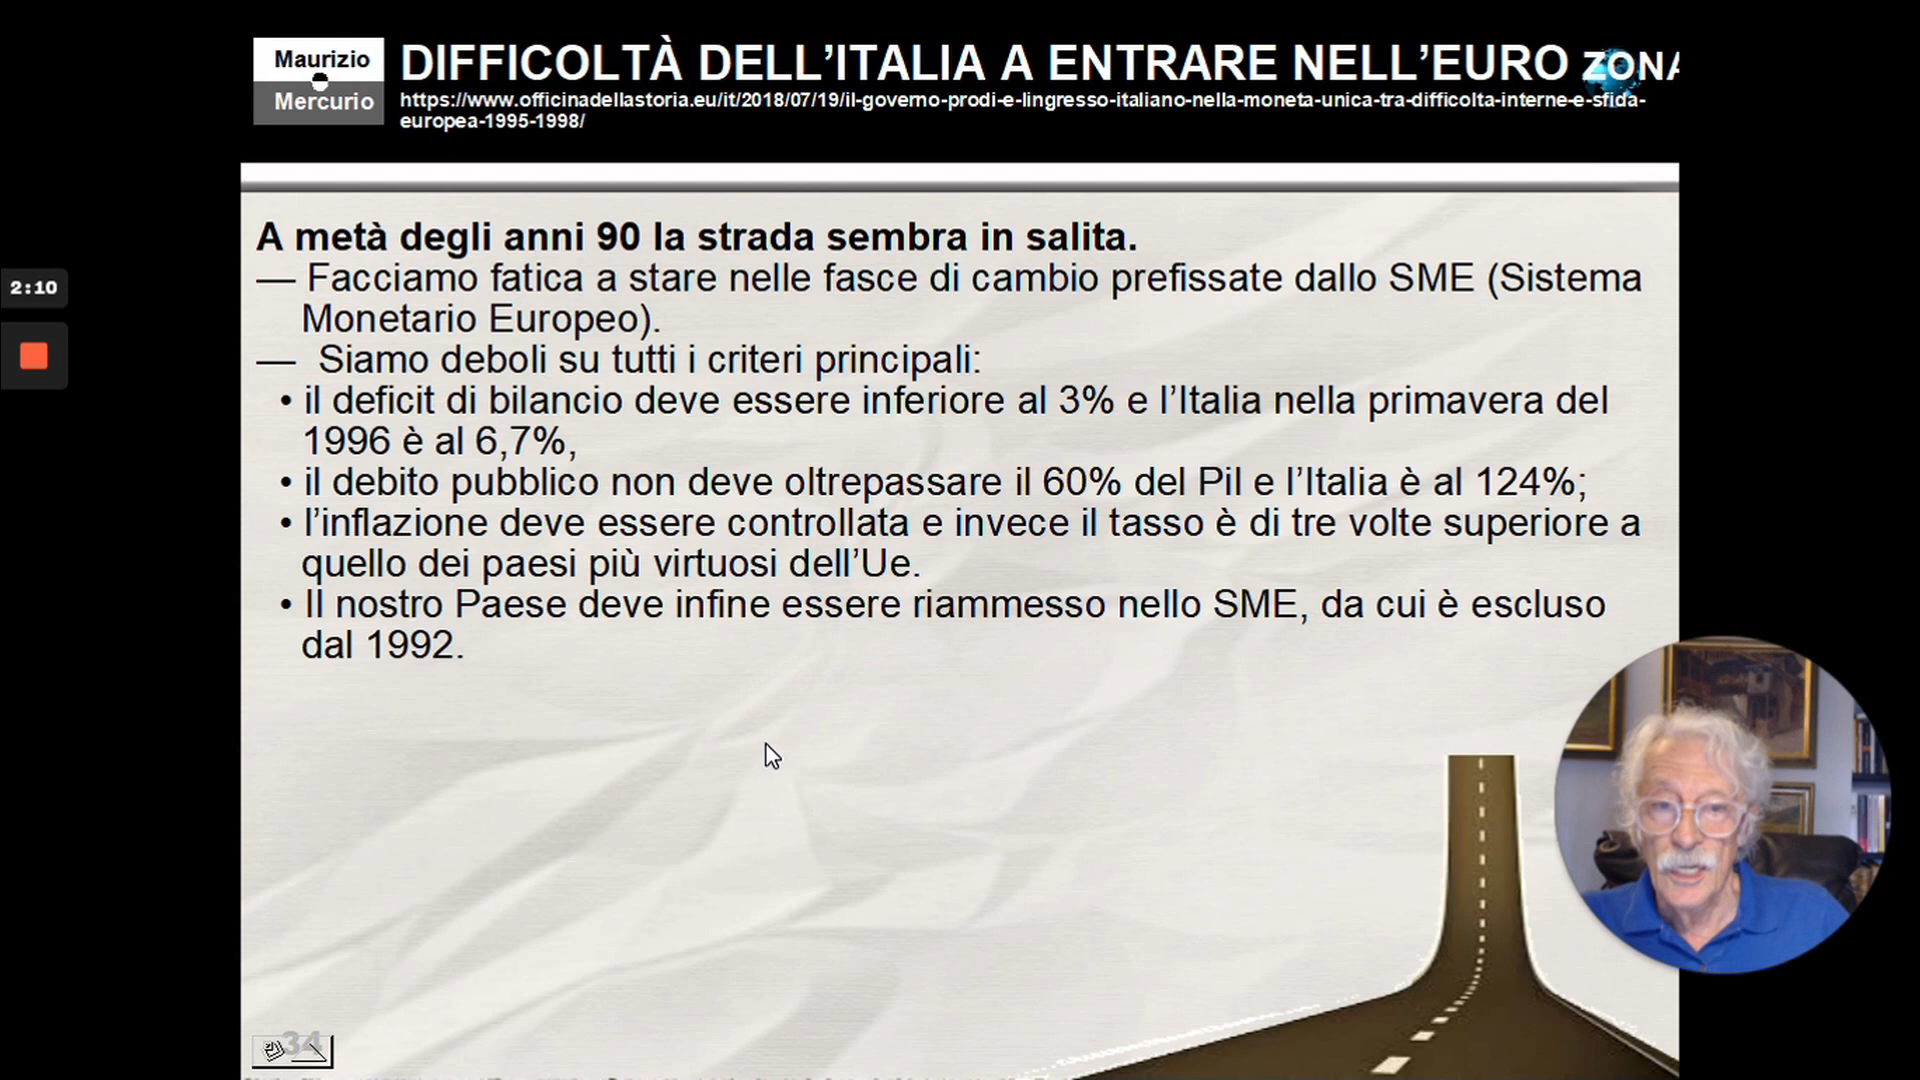 Maurizio
Mercurio
DIFFICOLTÀ DELL’ITALIA A ENTRARE NELL’EURO ZONA
https://www.officinadellastoria.eu/it/2018/07/19/il-governo-prodi-e-lingresso-italiano-nella-moneta-unica-tra-difficolta-interne-e-sfida-
europea-1995-1998/
2:10
A metà degli anni 90 la strada sembra in salita.
— Facciamo fatica a stare nelle fasce di cambio prefissate dallo SME (Sistema
Monetario Europeo).
— Siamo deboli su tutti i criteri principali:
• il deficit di bilancio deve essere inferiore al 3% e l’Italia nella primavera del
1996 è al 6,7%,
• il debito pubblico non deve oltrepassare il 60% del Pil e l’Italia è al 124%;
• l’inflazione deve essere controllata e invece il tasso è di tre volte superiore a
quello dei paesi più virtuosi dell’Ue.
• Il nostro Paese deve infine essere riammesso nello SME, da cui è escluso
dal 1992.
34